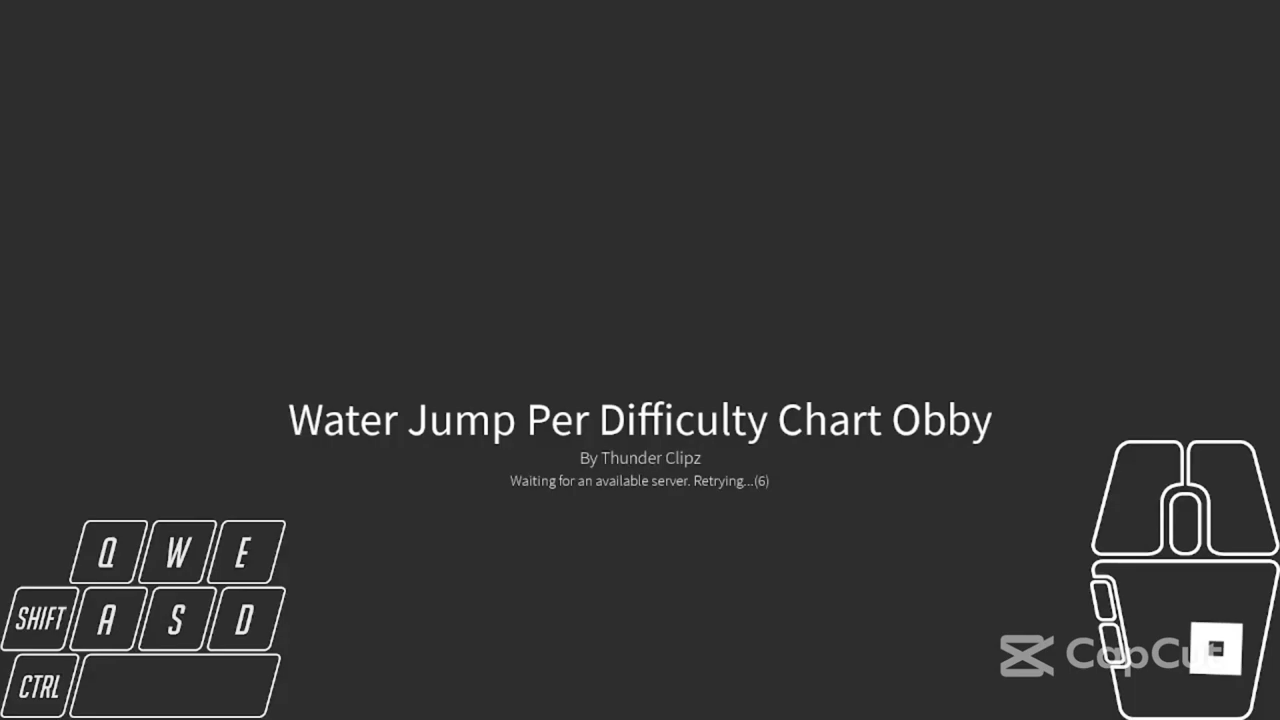 Water Jump Per Difficulty Chart Obby
By Thunder Clipz
Waiting for an available server. Retrying...(6)
Q W E
SHIFT A S D
CTRL
CapCut